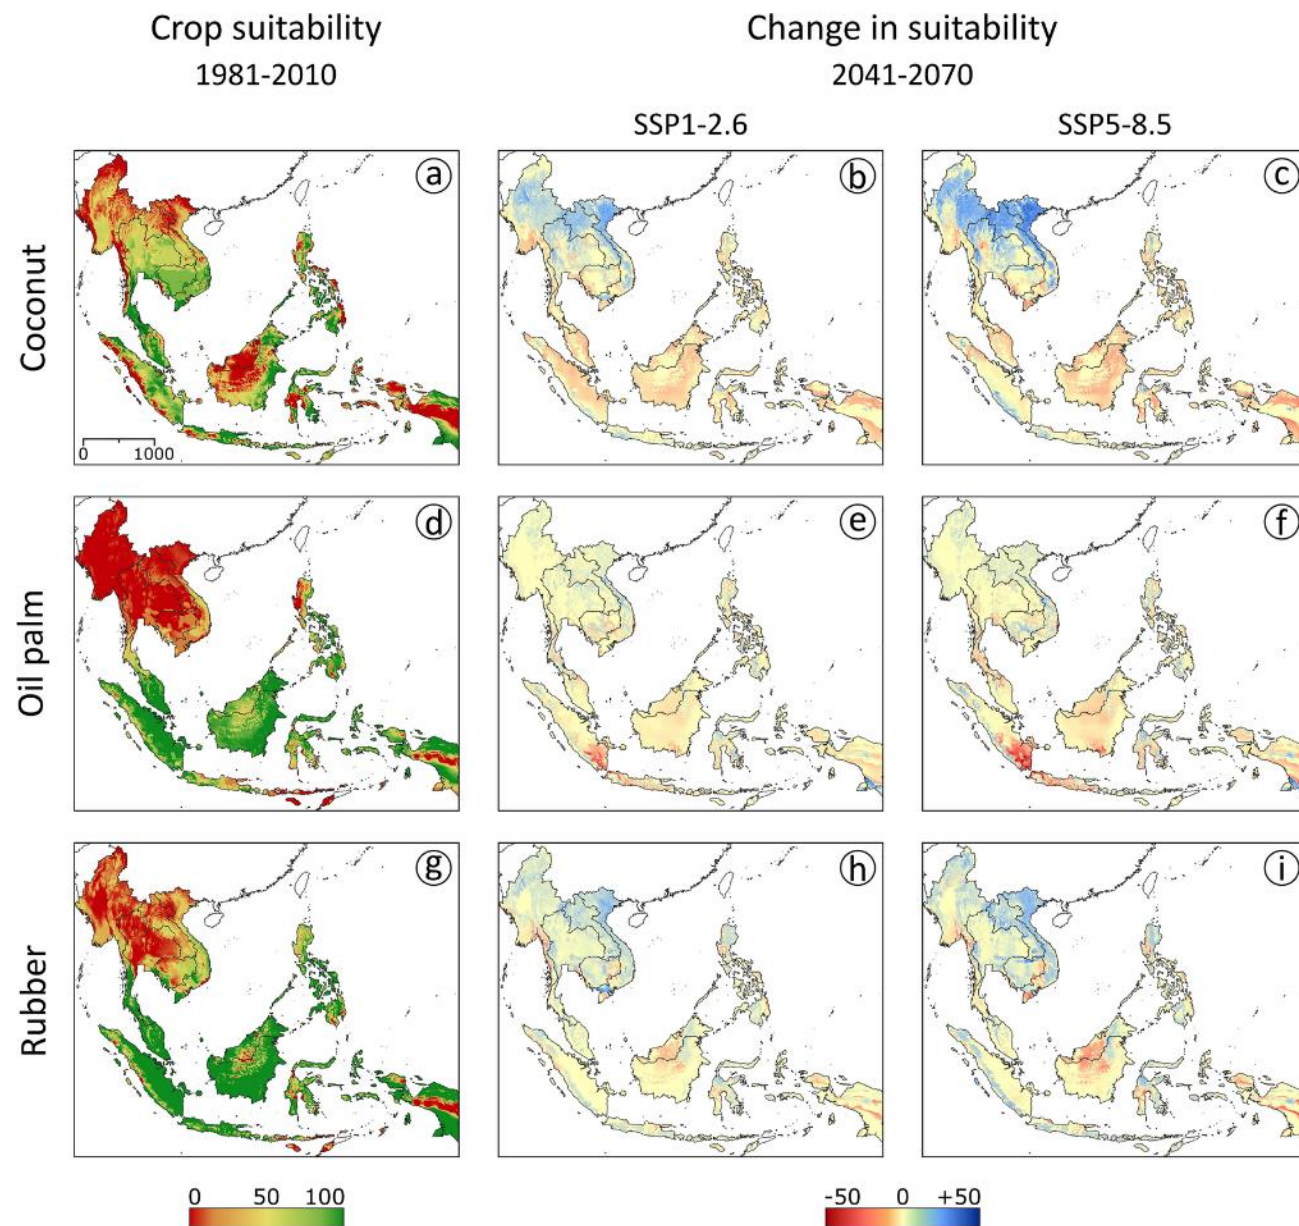 Crop suitability
1981-2010
Change in suitability
2041-2070
SSP1-2.6
SSP5-8.5
Coconut
a
b
c
0 1000
Oil palm
d
e
f
Rubber
g
h
i
0 50 100
-50 0 +50